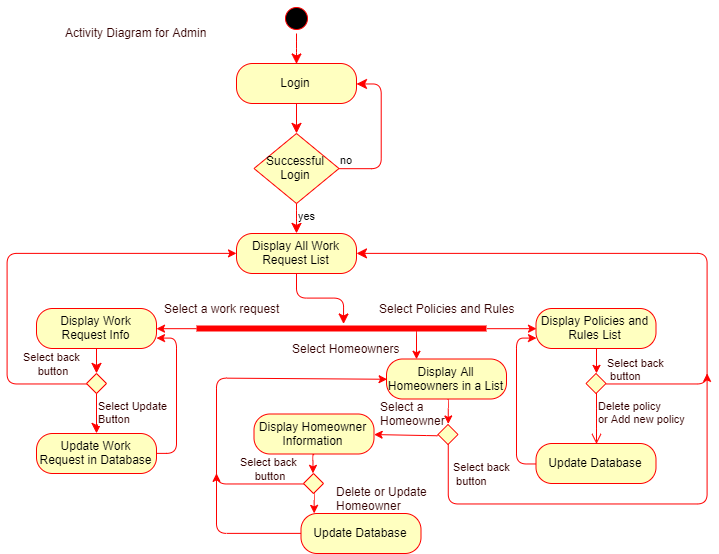 Activity Diagram for Admin
Login
Successful
Login
no
yes
Display All Work
Request List
Select a work request
Select Policies and Rules
Display Work
Request Info
Display Policies and
Rules List
Select Homeowners
Select back
button
Display All
Homeowners in a List
Select back
button
Select Update
Button
Select a
Homeowner
Delete policy
or Add new policy
Display Homeowner
Information
Update Work
Request in Database
Select back
button
Select back
button
Update Database
Delete or Update
Homeowner
Update Database